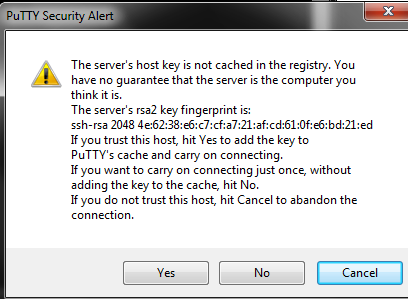 PuTTY Security Alert
The server's host key is not cached in the registry. You
have no guarantee that the server is the computer you
think it is.
The server's rsa2 key fingerprint is:
ssh-rsa 2048 4e:62:38:e6:c7:cf:a7:21:af:cd:61:0f:e6:bd:21:ed
If you trust this host, hit Yes to add the key to
PuTTY's cache and carry on connecting.
If you want to carry on connecting just once, without
adding the key to the cache, hit No.
If you do not trust this host, hit Cancel to abandon the
connection.
Yes No Cancel